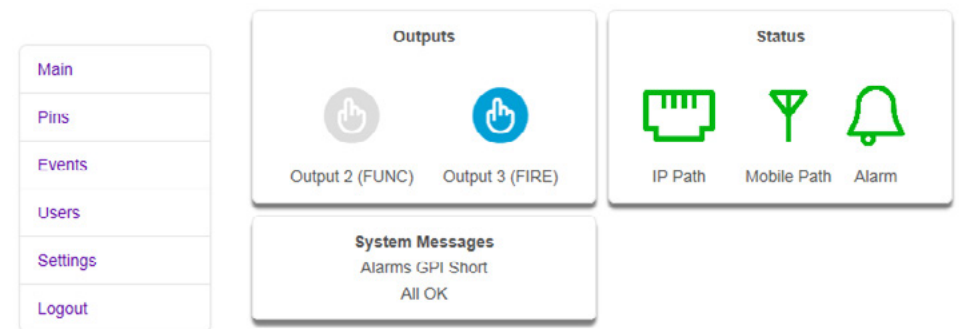 Main
Pins
Events
Users
Settings
Logout
Outputs
Output 2 (FUNC)
Output 3 (FIRE)
Status
IP Path
Mobile Path
Alarm
System Messages
Alarms GPI Short
All OK